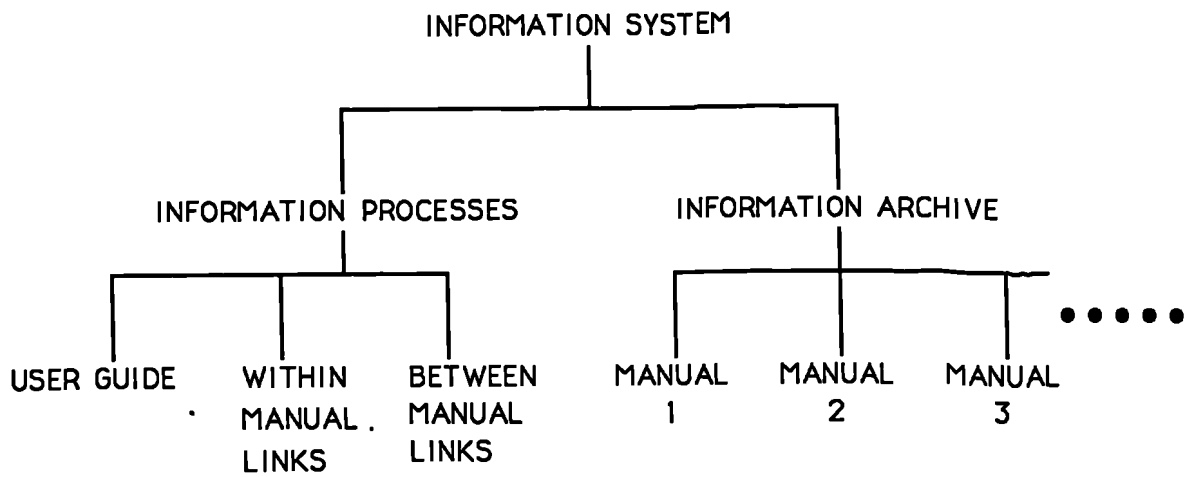 INFORMATION SYSTEM
INFORMATION PROCESSES
INFORMATION ARCHIVE
USER GUIDE
WITHIN
MANUAL
LINKS
BETWEEN
MANUAL
LINKS
MANUAL
1
MANUAL
2
MANUAL
3